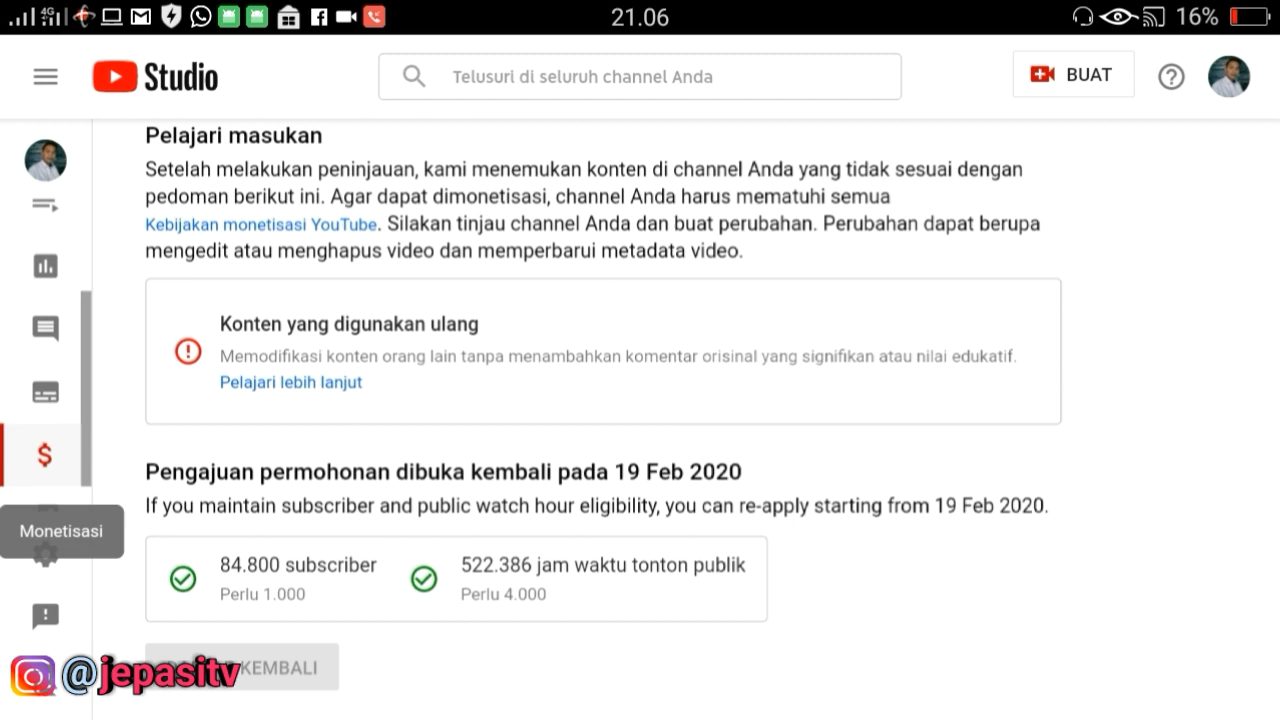 4G
21.06
16%
Studio
Telusuri di seluruh channel Anda
BUAT
Pelajari masukan
Setelah melakukan peninjauan, kami menemukan konten di channel Anda yang tidak sesuai dengan
pedoman berikut ini. Agar dapat dimonetisasi, channel Anda harus mematuhi semua
Kebijakan monetisasi YouTube. Silakan tinjau channel Anda dan buat perubahan. Perubahan dapat berupa
mengedit atau menghapus video dan memperbarui metadata video.
Konten yang digunakan ulang
Memodifikasi konten orang lain tanpa menambahkan komentar orisinal yang signifikan atau nilai edukatif.
Pelajari lebih lanjut
Pengajuan permohonan dibuka kembali pada 19 Feb 2020
If you maintain subscriber and public watch hour eligibility, you can re-apply starting from 19 Feb 2020.
Monetisasi
84.800 subscriber
Perlu 1.000
522.386 jam waktu tonton publik
Perlu 4.000
KEMBALI
@jepasitv